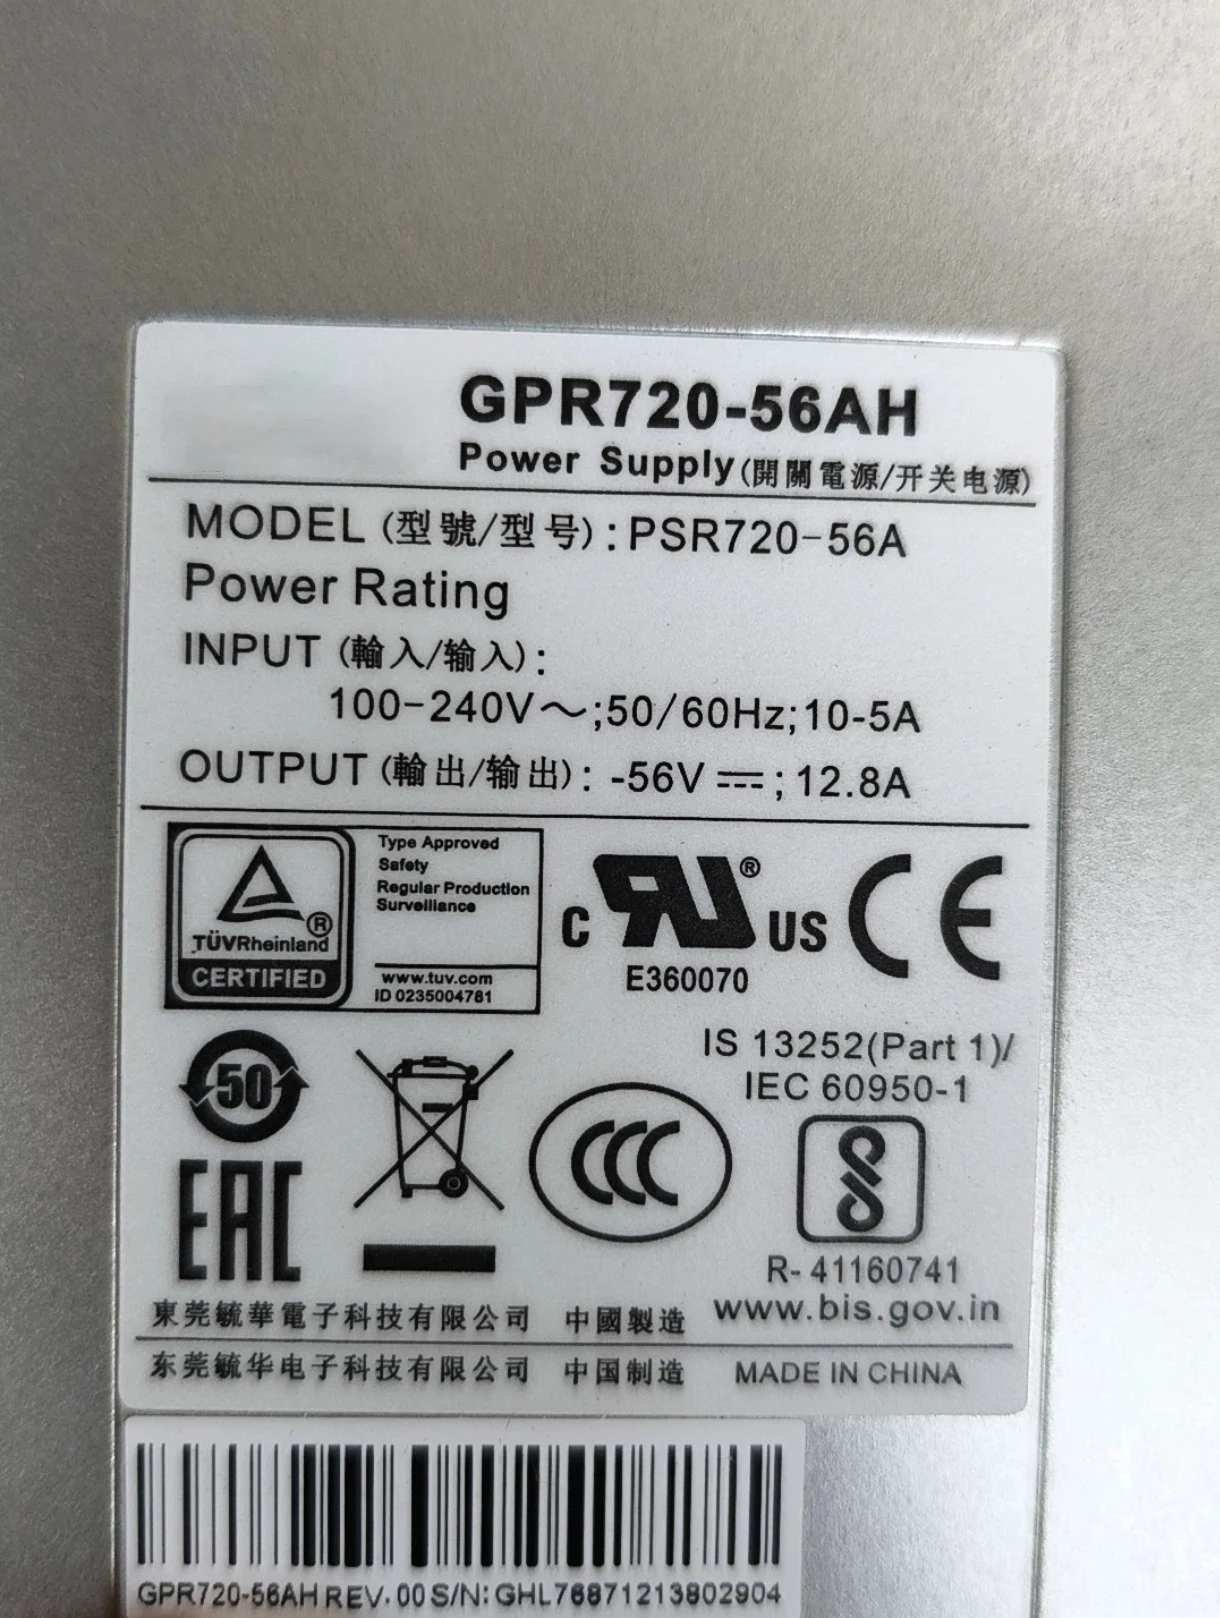 GPR720-56AH
Power Supply(開關電源/开关电源)
MODEL (型號/型号):PSR720-56A
Power Rating
INPUT (輸入/输入):
100-240V～;50/60Hz;10-5A
OUTPUT (輸出/输出): -56V ⎓; 12.8A
Type Approved
Safety
Regular Production
Surveillance
TÜVRheinland®
CERTIFIED
www.tuv.com
ID 0235004781
c RU® US
E360070
CE
IS 13252(Part 1)/
IEC 60950-1
50
EAC
CCC
R- 41160741
www.bis.gov.in
東莞毓華電子科技有限公司 中國製造
东莞毓华电子科技有限公司 中国制造 MADE IN CHINA
GPR720-56AH REV.00 S/N: GHL76871213802904